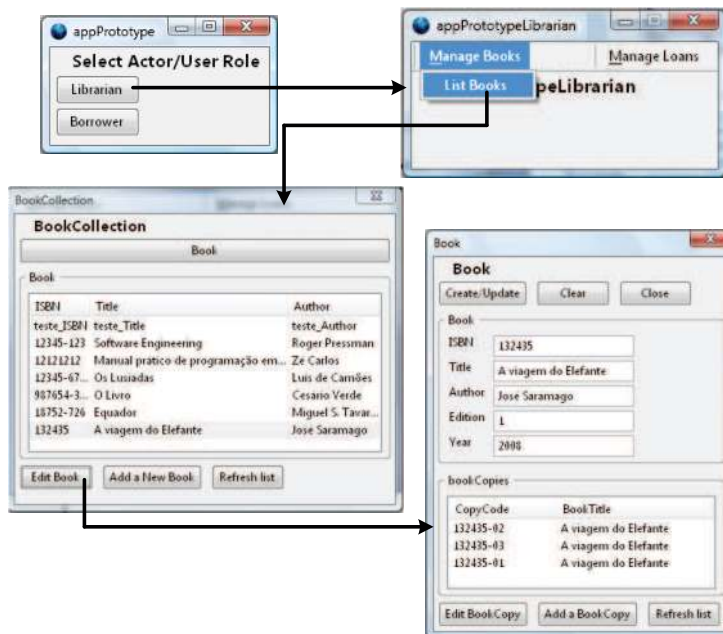 appPrototype
Select Actor/User Role
Librarian
Borrower
appPrototypeLibrarian
Manage Books
Manage Loans
List Books
peLibrarian
BookCollection
BookCollection
Book
Book
ISBN Title Author
teste_ISBN teste_Title teste_Author
12345-123 Software Engineering Roger Pressman
12121212 Manual pratico de programação em... Ze Carlos
12345-67... Os Lusiadas Luis de Camões
987654-3... O Livro Cesario Verde
18752-726 Equador Miguel S. Tavar...
132435 A viagem do Elefante Jose Saramago
Edit Book Add a New Book Refresh list
Book
Book
Create/Update Clear Close
Book
ISBN 132435
Title A viagem do Elefante
Author Jose Saramago
Edition 1
Year 2008
bookCopies
CopyCode BookTitle
132435-02 A viagem do Elefante
132435-03 A viagem do Elefante
132435-01 A viagem do Elefante
Edit BookCopy Add a BookCopy Refresh list